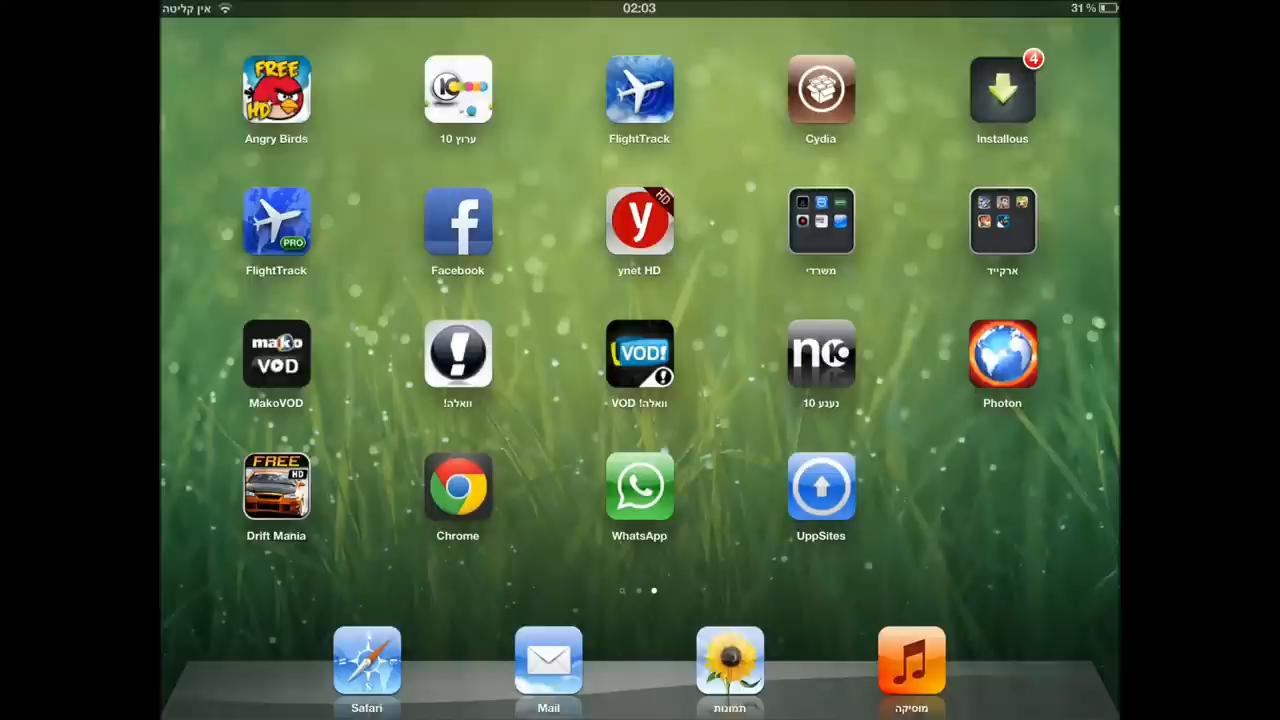 אין קליטה
02:03
31 %
FREE
HD
Angry Birds
10
ערוץ 10
FlightTrack
Cydia
4
Installous
PRO
FlightTrack
f
Facebook
y
HD
ynet HD
משרדי
ארקייד
mako
VOD
MakoVOD
!
וואלה!
VOD!
!
וואלה! VOD
nc
נענע 10
Photon
FREE
HD
Drift Mania
Chrome
WhatsApp
UppSites
Safari
Mail
תמונות
מוסיקה